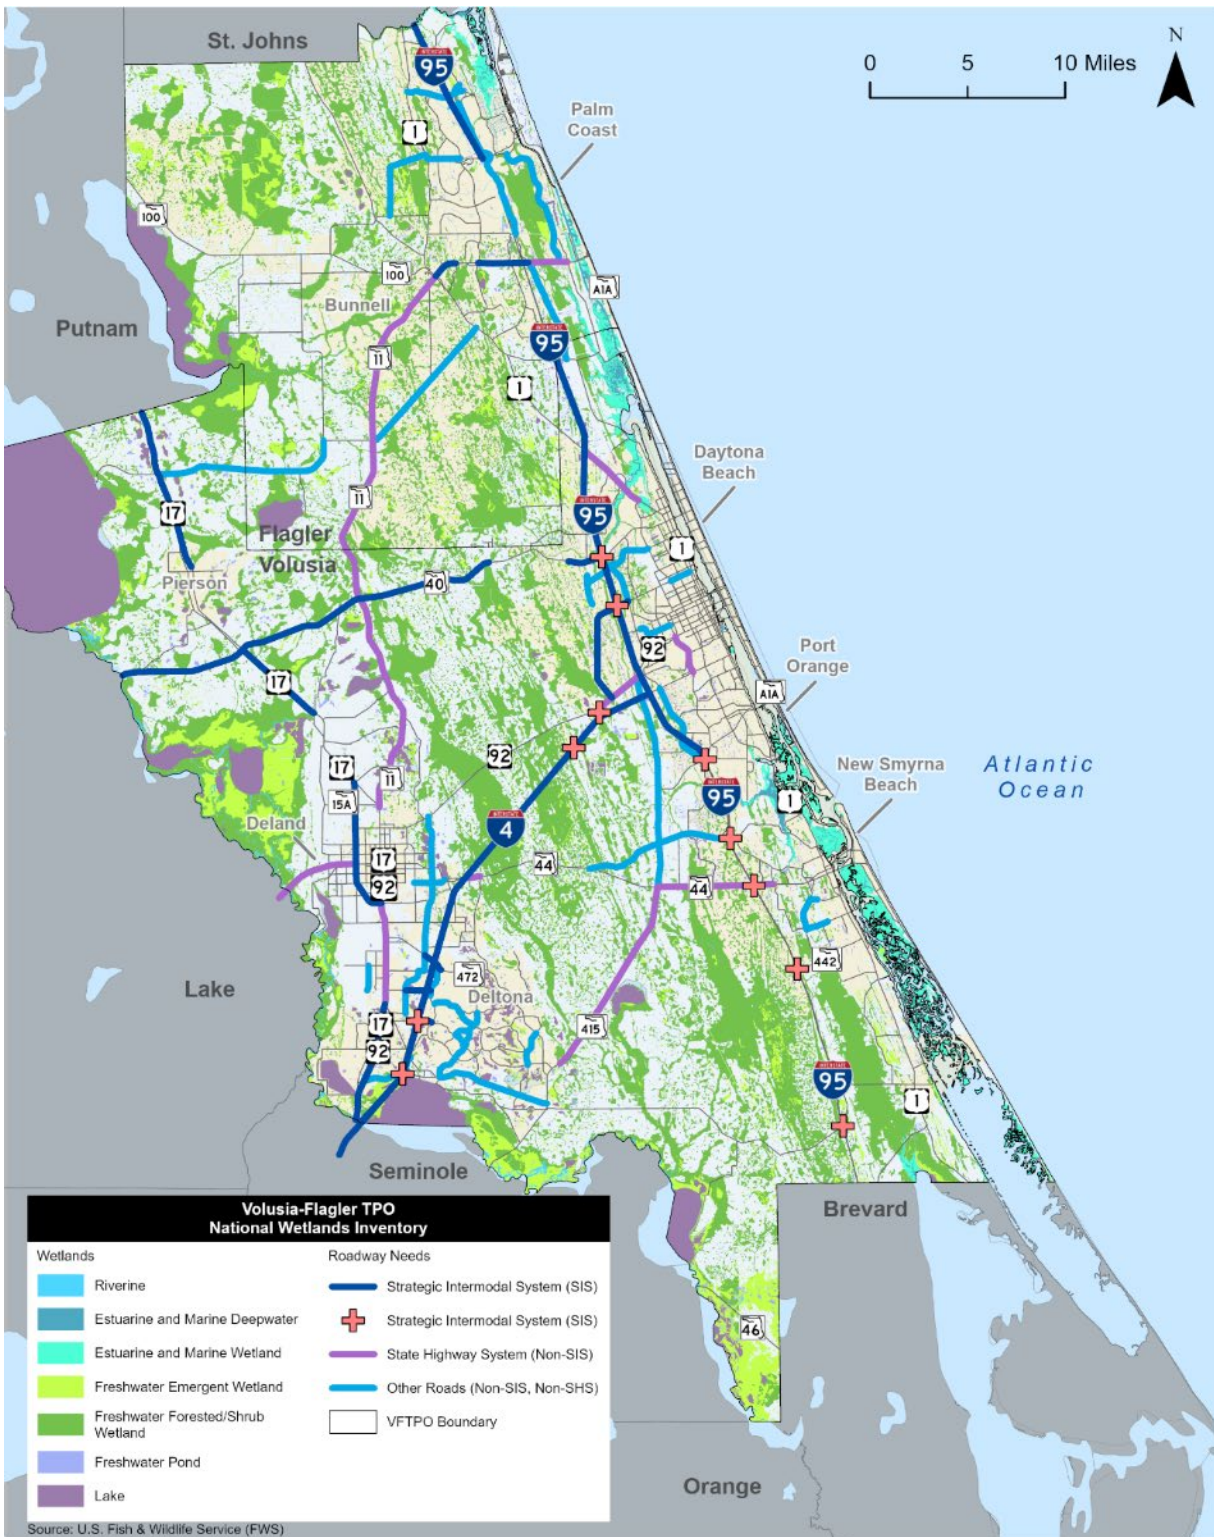 St. Johns
INTERSTATE
95
0 5 10 Miles
N
Palm
Coast
1
100
100
A1A
Bunnell
Putnam
INTERSTATE
95
11
1
Daytona
Beach
11
17
INTERSTATE
95
Flagler
Volusia
1
Pierson
40
92
Port
Orange
17
A1A
92
New Smyrna
Beach
Atlantic
Ocean
17
11
15A
INTERSTATE
95
1
INTERSTATE
4
Deland
17
44
92
44
442
472
Lake
Deltona
17
415
92
INTERSTATE
95
1
Seminole
Brevard
46
Orange
Volusia-Flagler TPO
National Wetlands Inventory
Wetlands
Riverine
Estuarine and Marine Deepwater
Estuarine and Marine Wetland
Freshwater Emergent Wetland
Freshwater Forested/Shrub
Wetland
Freshwater Pond
Lake
Roadway Needs
Strategic Intermodal System (SIS)
Strategic Intermodal System (SIS)
State Highway System (Non-SIS)
Other Roads (Non-SIS, Non-SHS)
VFTPO Boundary
Source: U.S. Fish & Wildlife Service (FWS)